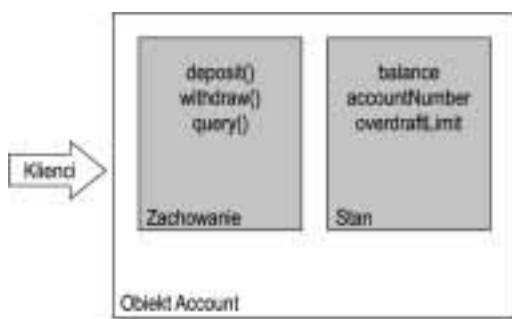 deposit()
withdraw()
query()
Zachowanie
balance
accountNumber
overdraftLimit
Stan
Klienci
Obiekt Account